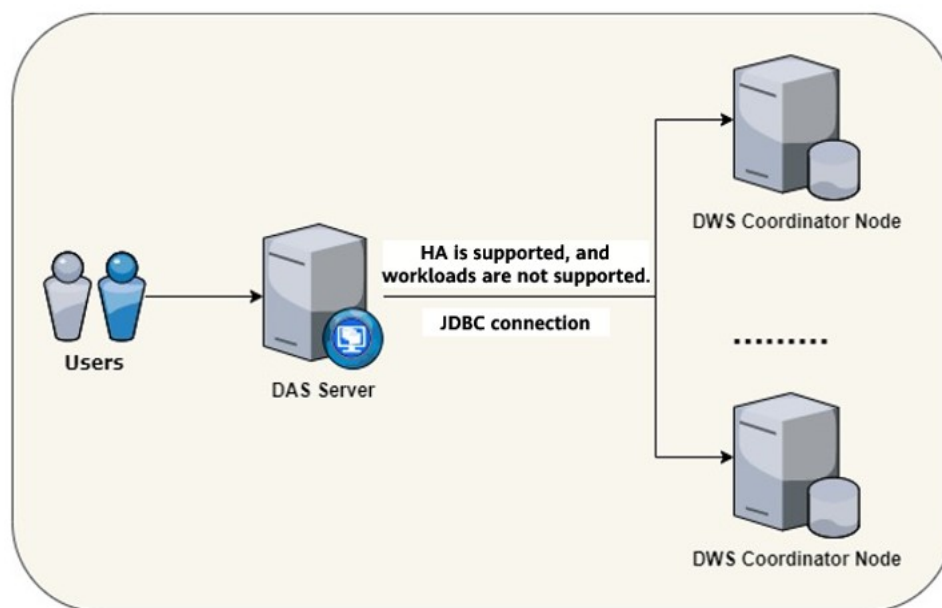 DWS Coordinator Node
HA is supported, and
workloads are not supported.
JDBC connection
Users
DAS Server
.........
DWS Coordinator Node